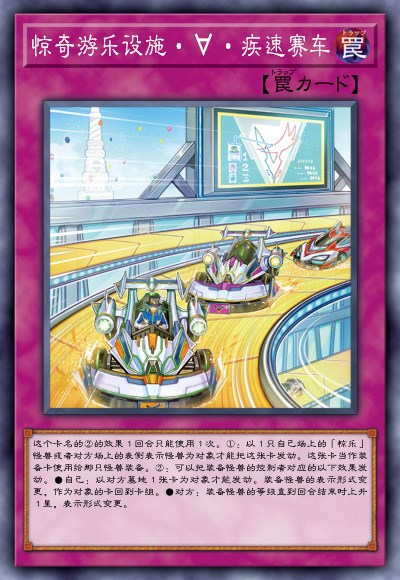 惊奇游乐设施·∀·疾速赛车
トラップ
罠
トラップ
【罠カード】
1
2
3
这个卡名的②的效果1回合只能使用1次。①：以1只自己场上的「惊乐」
怪兽或者对方场上的表侧表示怪兽为对象才能把这张卡发动。这张卡当作装
备卡使用给那只怪兽装备。②：可以把装备怪兽的控制者对应的以下效果发
动。●自己：以对方墓地1张卡为对象才能发动。装备怪兽的表示形式变
更，作为对象的卡回到卡组。●对方：装备怪兽的等级直到回合结束时上升
1星，表示形式变更。